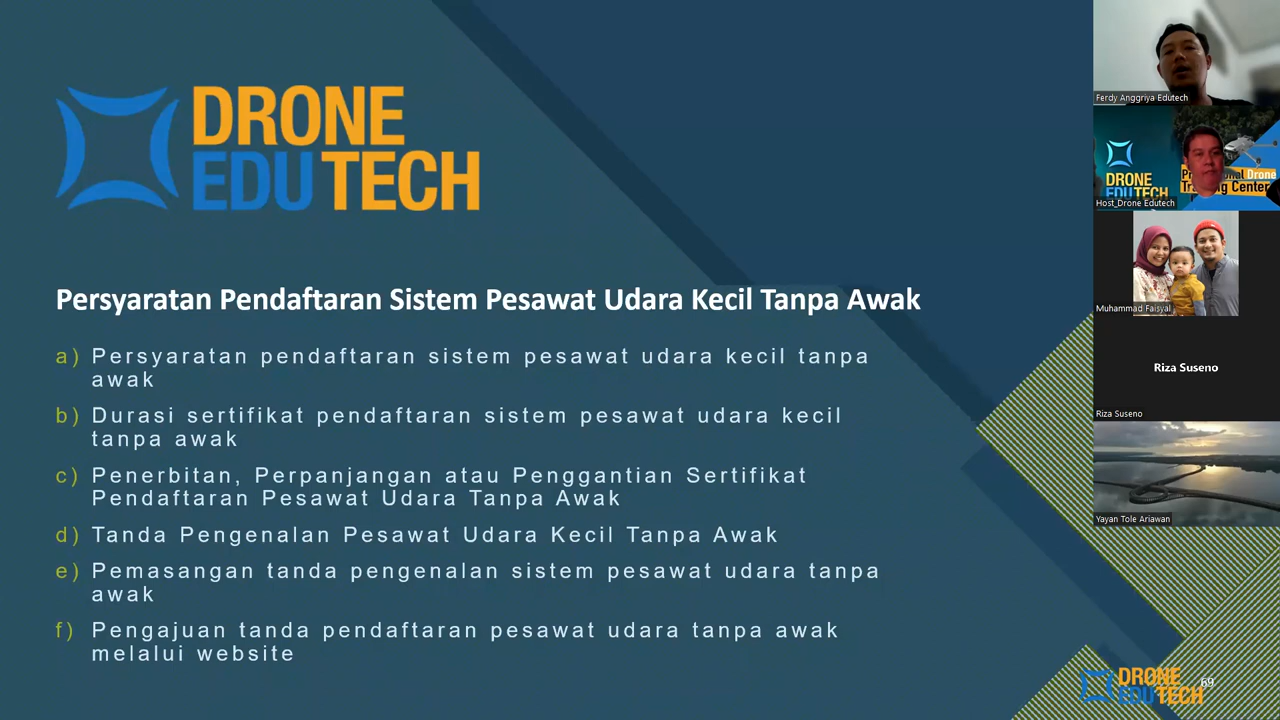 DRONE
EDUTECH
Persyaratan Pendaftaran Sistem Pesawat Udara Kecil Tanpa Awak
a) Persyaratan pendaftaran sistem pesawat udara kecil tanpa
awak
b) Durasi sertifikat pendaftaran sistem pesawat udara kecil
tanpa awak
c) Penerbitan, Perpanjangan atau Penggantian Sertifikat
Pendaftaran Pesawat Udara Tanpa Awak
d) Tanda Pengenalan Pesawat Udara Kecil Tanpa Awak
e) Pemasangan tanda pengenalan sistem pesawat udara tanpa
awak
f) Pengajuan tanda pendaftaran pesawat udara tanpa awak
melalui website
DRONE
EDUTECH
69
Ferdy Anggriya Edutech
DRONE
EDUTECH
Drone
Center
Host_Drone Edutech
Muhammad Faisyal
Riza Suseno
Riza Suseno
Yayan Tole Ariawan